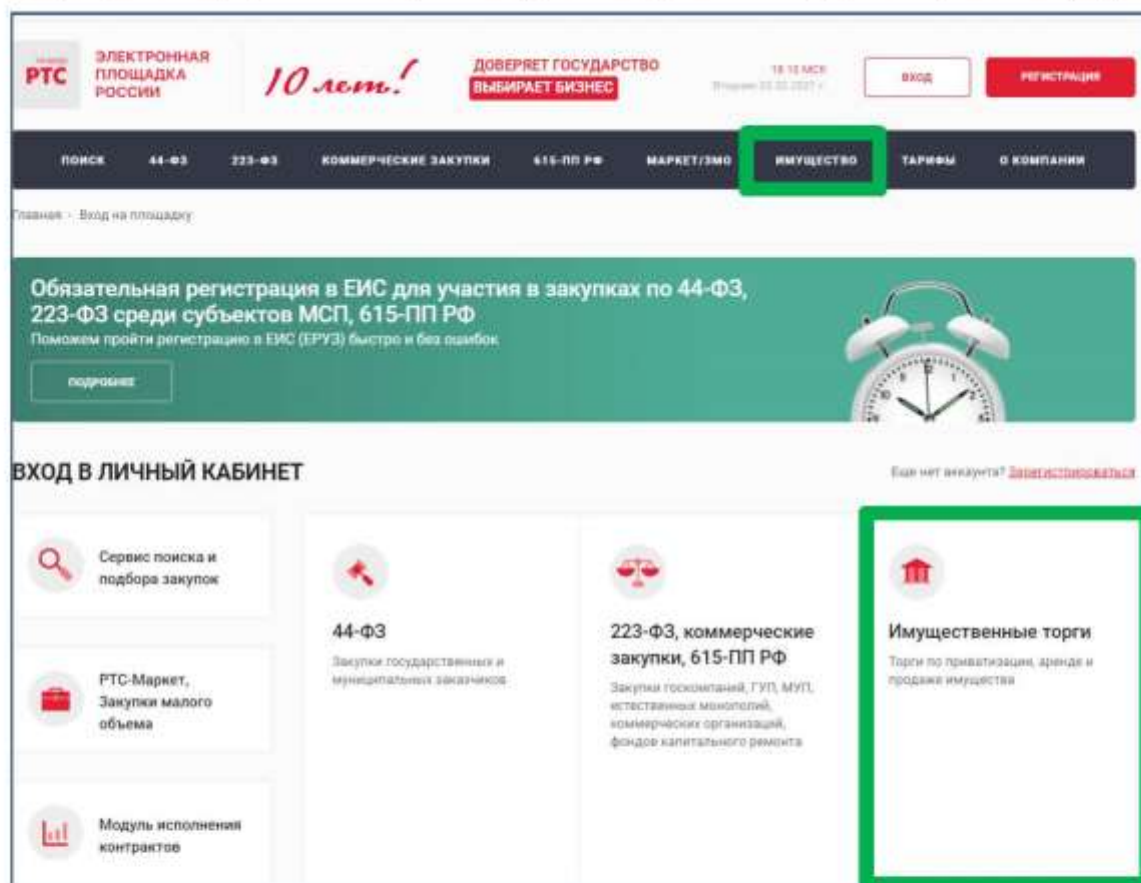 РТС
ЭЛЕКТРОННАЯ
ПЛОЩАДКА
РОССИИ
10 лет!
ДОВЕРЯЕТ ГОСУДАРСТВО
ВЫБИРАЕТ БИЗНЕС
ВХОД
РЕГИСТРАЦИЯ
ПОИСК 44-ФЗ 223-ФЗ КОММЕРЧЕСКИЕ ЗАКУПКИ 615-ПП РФ МАРКЕТ/ЗМО ИМУЩЕСТВО ТАРИФЫ О КОМПАНИИ
Главная - Вход на площадку
Обязательная регистрация в ЕИС для участия в закупках по 44-ФЗ,
223-ФЗ среди субъектов МСП, 615-ПП РФ
Поможем пройти регистрацию в ЕИС (ЕРУЗ) быстро и без ошибок
ПОДРОБНЕЕ
ВХОД В ЛИЧНЫЙ КАБИНЕТ
Еще нет аккаунта? Зарегистрироваться
Сервис поиска и
подбора закупок
РТС-Маркет,
Закупки малого
объема
Модуль исполнения
контрактов
44-ФЗ
Закупки государственных и
муниципальных заказчиков
223-ФЗ, коммерческие
закупки, 615-ПП РФ
Закупки госкомпаний, ГУП, МУП,
естественных монополий,
коммерческих организаций,
фондов капитального ремонта
Имущественные торги
Торги по приватизации, аренде и
продаже имущества